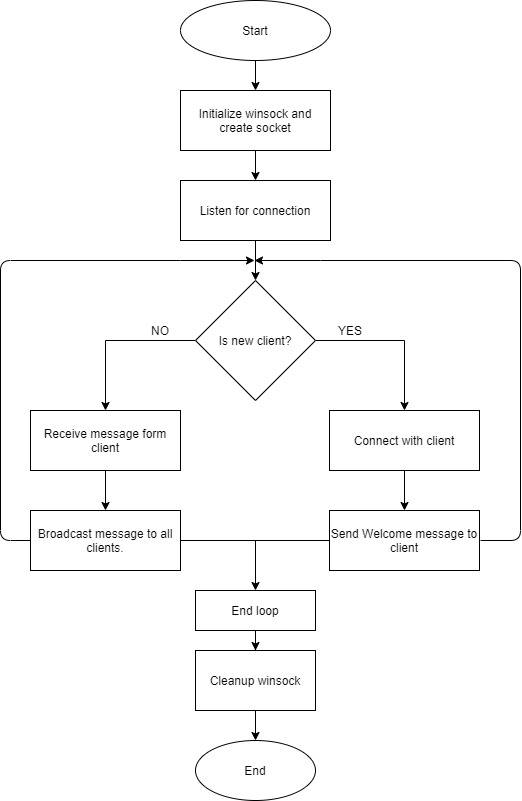 Start
Initialize winsock and
create socket
Listen for connection
Is new client?
NO
YES
Receive message form
client
Connect with client
Broadcast message to all
clients.
Send Welcome message to
client
End loop
Cleanup winsock
End